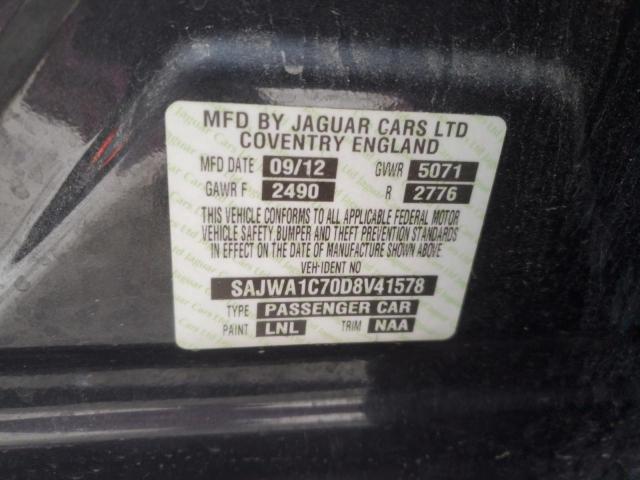 MFD BY JAGUAR CARS LTD
COVENTRY ENGLAND
MFD DATE 09/12 GVWR 5071
GAWR F 2490 R 2776
THIS VEHICLE CONFORMS TO ALL APPLICABLE FEDERAL MOTOR
VEHICLE SAFETY, BUMPER AND THEFT PREVENTION STANDARDS
IN EFFECT ON THE DATE OF MANUFACTURE SHOWN ABOVE.
VEH·IDENT NO
SAJWA1C70D8V41578
TYPE PASSENGER CAR
PAINT LNL TRIM NAA